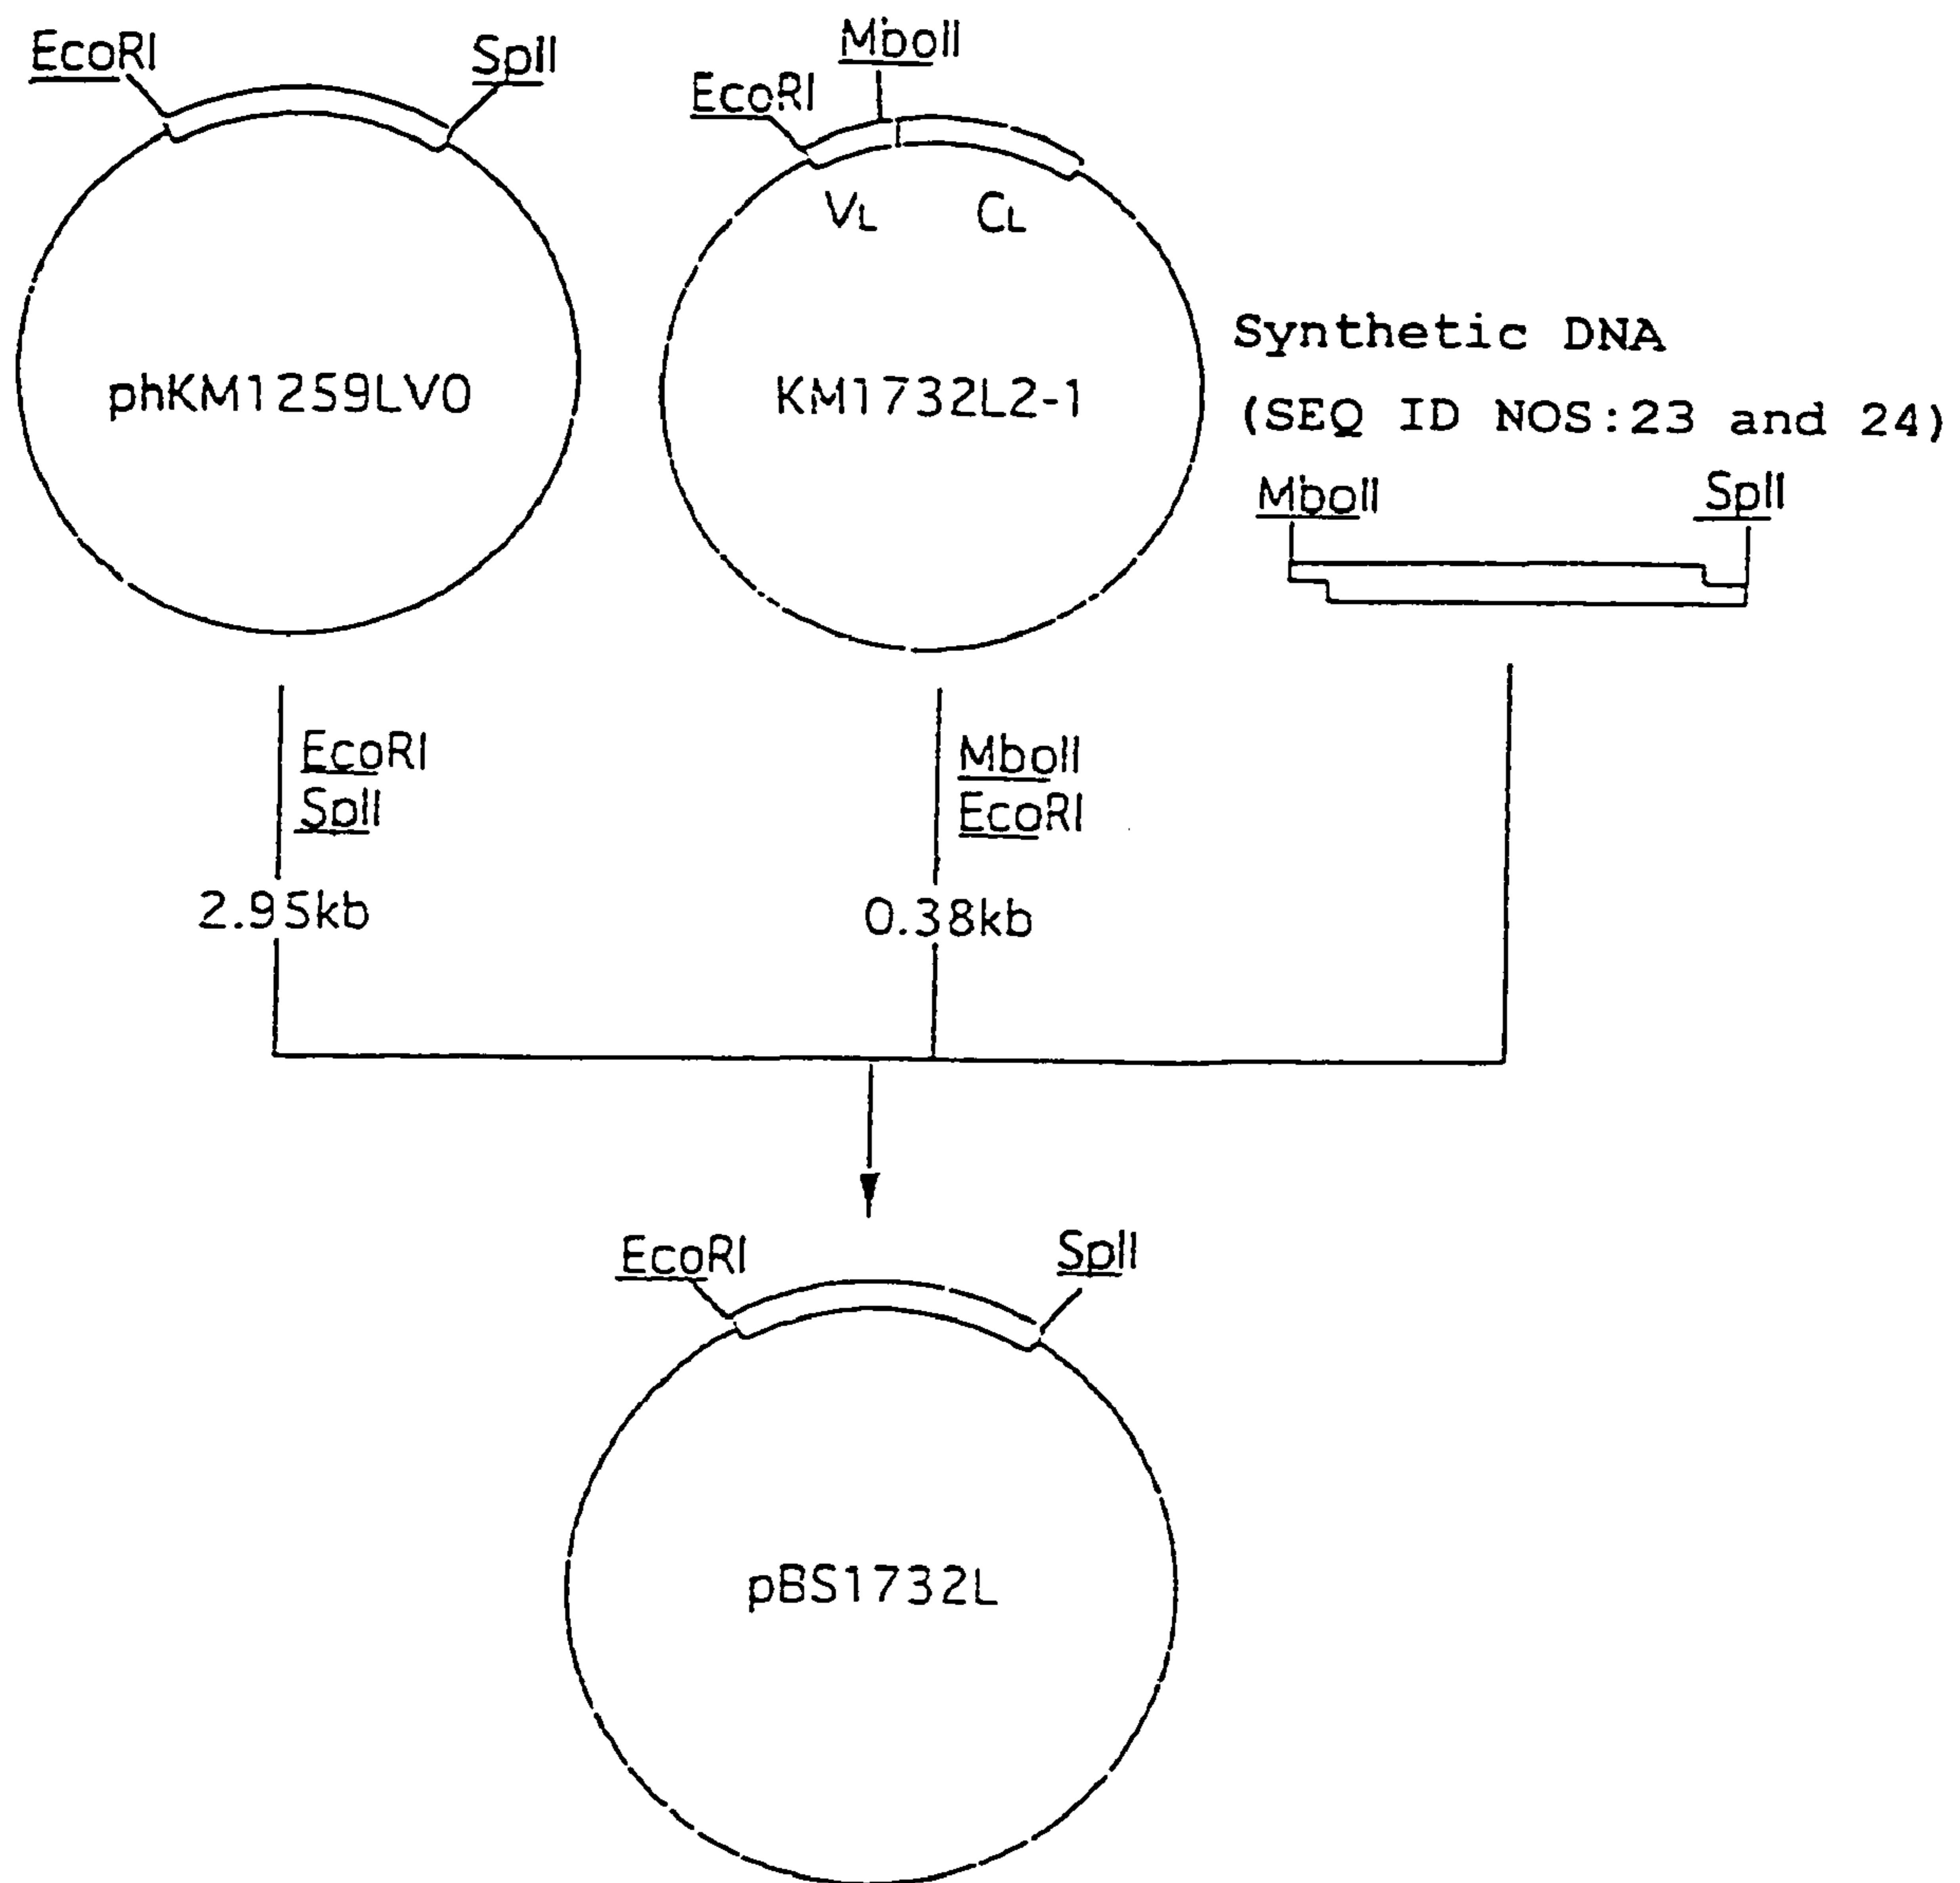 EcoRI
SplI
phKM1259LV0
EcoRI
MboII
VL
CL
KM1732L2-1
Synthetic DNA
(SEQ ID NOS:23 and 24)
MboII
SplI
EcoRI
SplI
2.95kb
MboII
EcoRI
0.38kb
EcoRI
SplI
pBS1732L